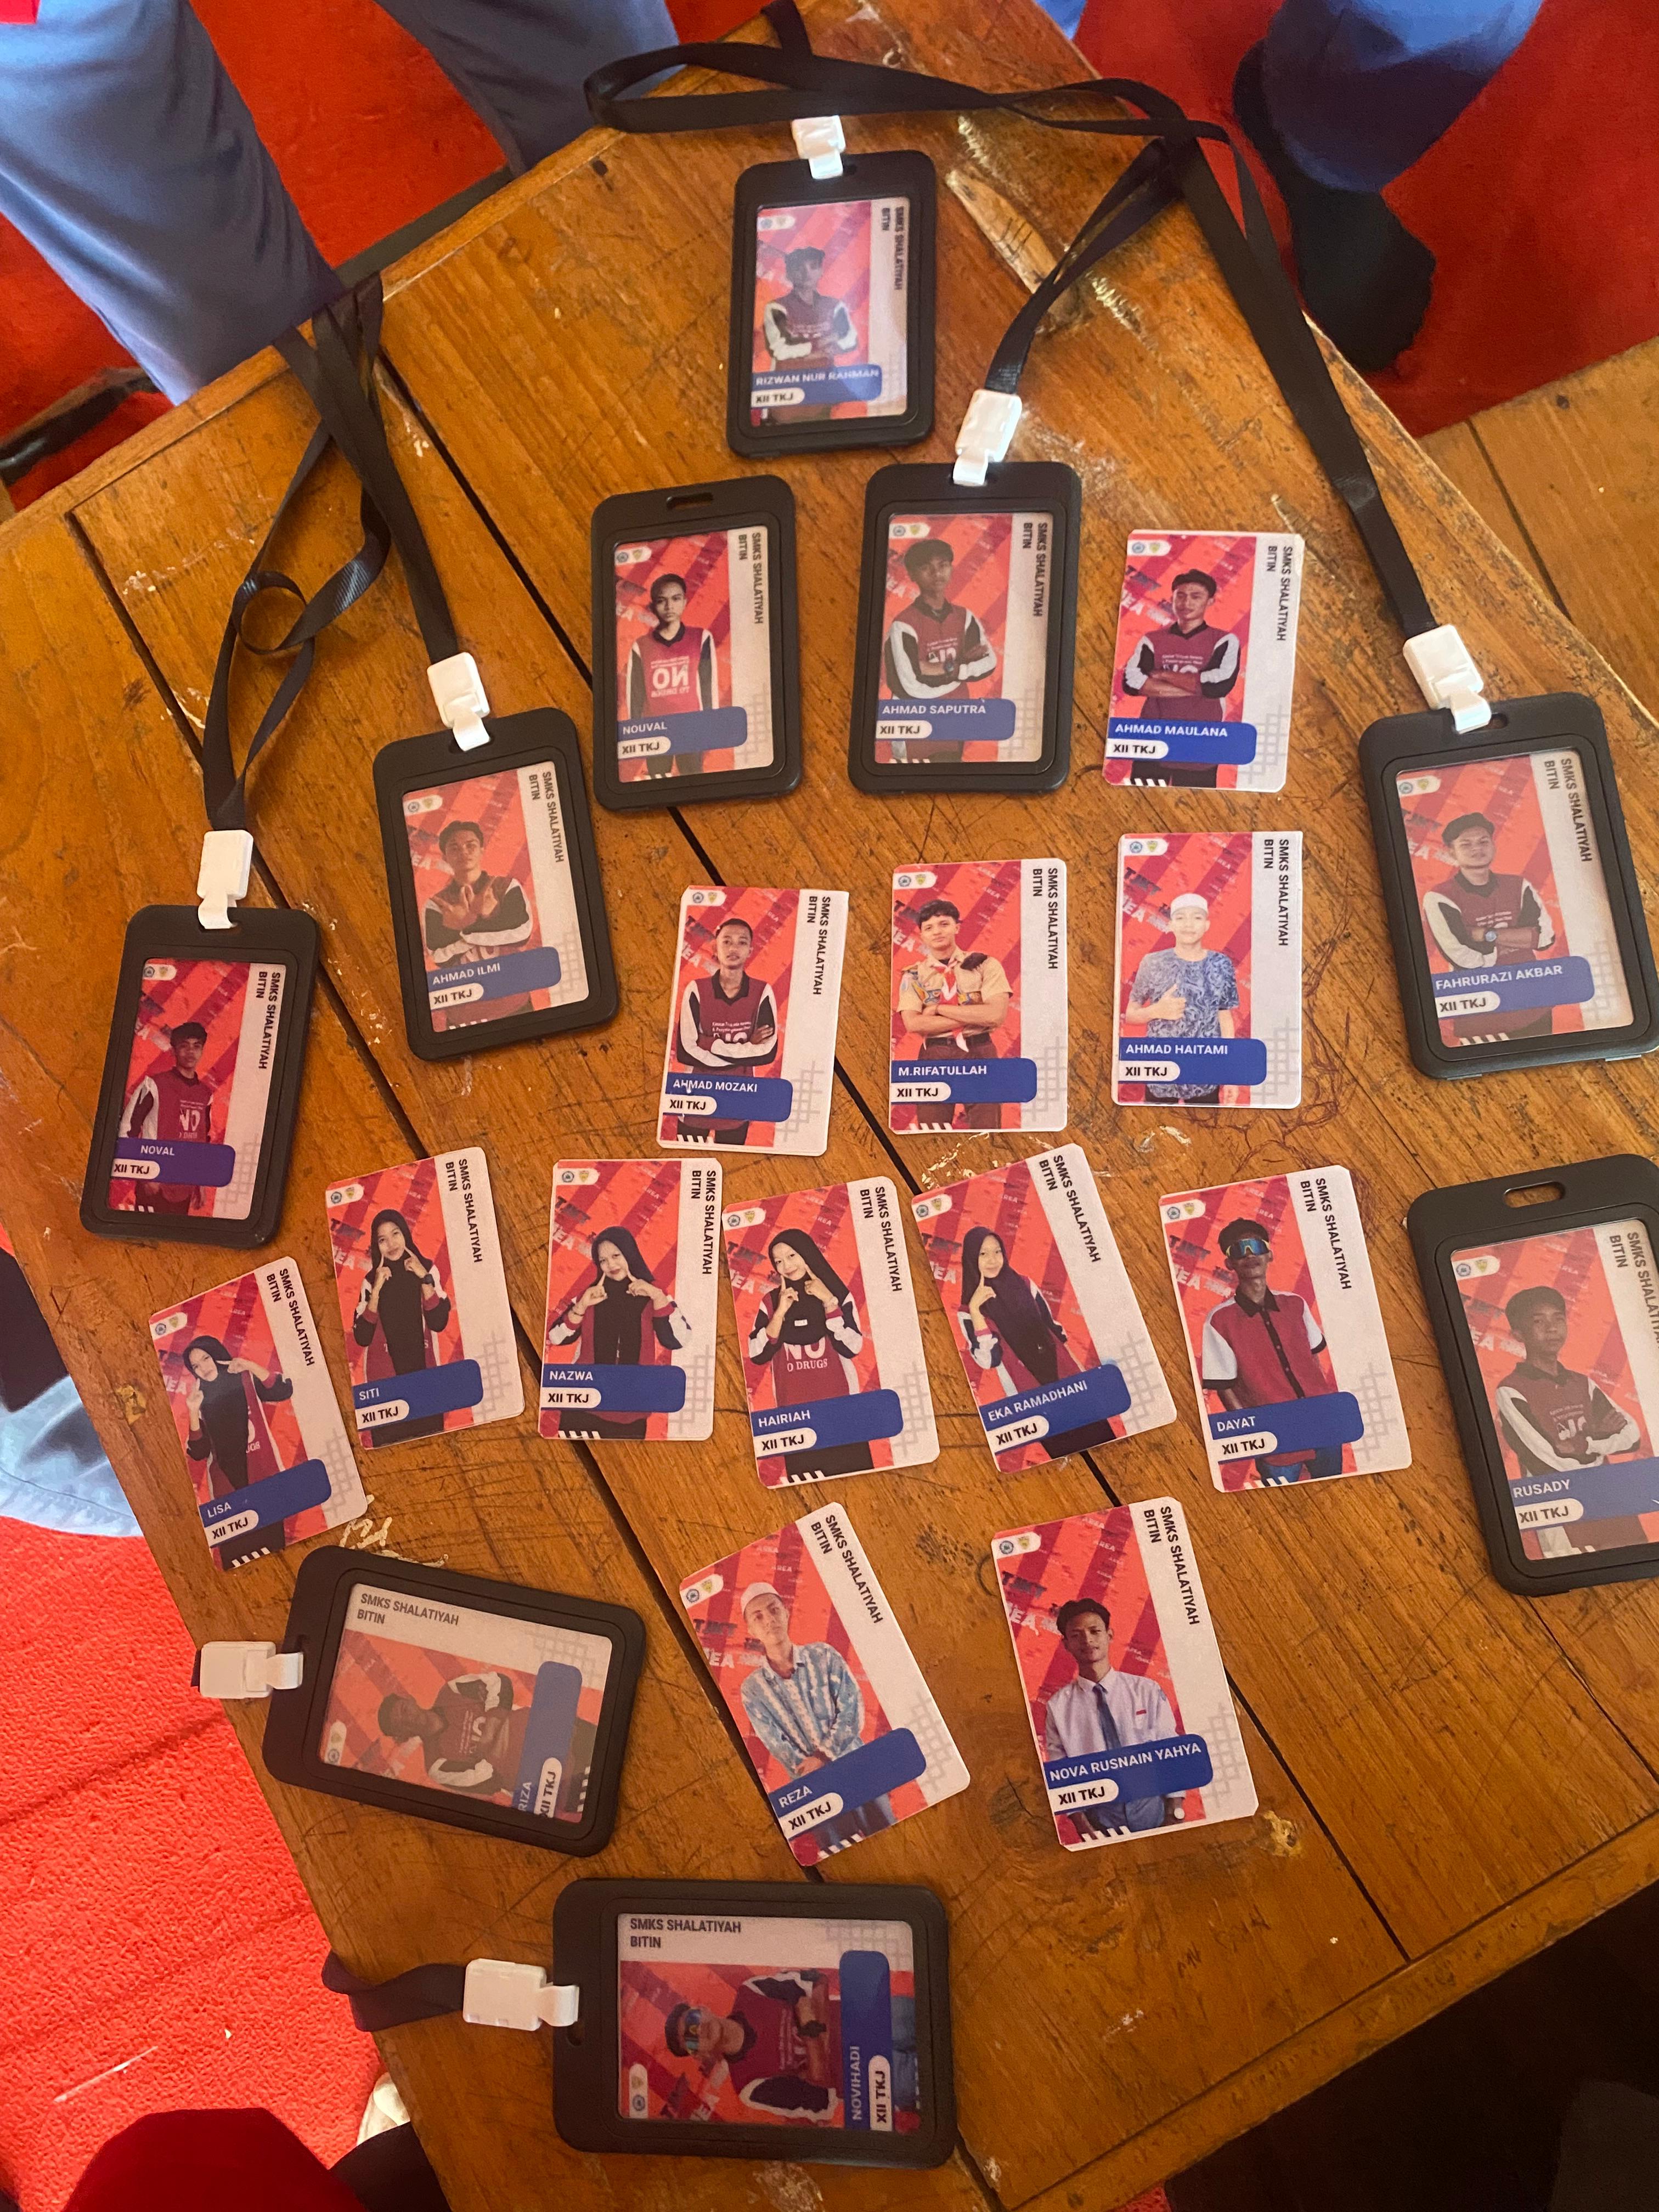 SMKS SHALATIYAH
BITIN
RIZWAN NUR RAHMAN
XII TKJ
SMKS SHALATIYAH
BITIN
NO
NOUVAL
XII TKJ
SMKS SHALATIYAH
BITIN
AHMAD SAPUTRA
XII TKJ
SMKS SHALATIYAH
BITIN
AHMAD MAULANA
XII TKJ
SMKS SHALATIYAH
BITIN
AHMAD ILMI
XII TKJ
SMKS SHALATIYAH
BITIN
FAHRURAZI AKBAR
XII TKJ
SMKS SHALATIYAH
BITIN
NOVAL
XII TKJ
SMKS SHALATIYAH
BITIN
AHMAD MOZAKI
XII TKJ
SMKS SHALATIYAH
BITIN
M.RIFATULLAH
XII TKJ
SMKS SHALATIYAH
BITIN
AHMAD HAITAMI
XII TKJ
SMKS SHALATIYAH
BITIN
LISA
XII TKJ
SMKS SHALATIYAH
BITIN
SITI
XII TKJ
SMKS SHALATIYAH
BITIN
NAZWA
XII TKJ
SMKS SHALATIYAH
BITIN
NO
O DRUGS
HAIRIAH
XII TKJ
SMKS SHALATIYAH
BITIN
EKA RAMADHANI
XII TKJ
SMKS SHALATIYAH
BITIN
DAYAT
XII TKJ
SMKS SHALATIYAH
BITIN
RUSADY
XII TKJ
SMKS SHALATIYAH
BITIN
RIZA
XII TKJ
SMKS SHALATIYAH
BITIN
REZA
XII TKJ
SMKS SHALATIYAH
BITIN
NOVA RUSNAIN YAHYA
XII TKJ
SMKS SHALATIYAH
BITIN
NOVIHADI
XII TKJ